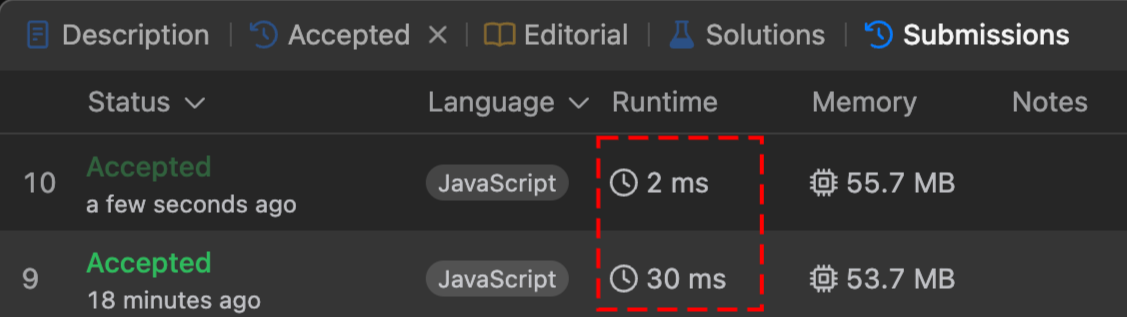 Description Accepted Editorial Solutions Submissions
Status Language Runtime Memory Notes
10 Accepted JavaScript 2 ms 55.7 MB
a few seconds ago
9 Accepted JavaScript 30 ms 53.7 MB
18 minutes ago